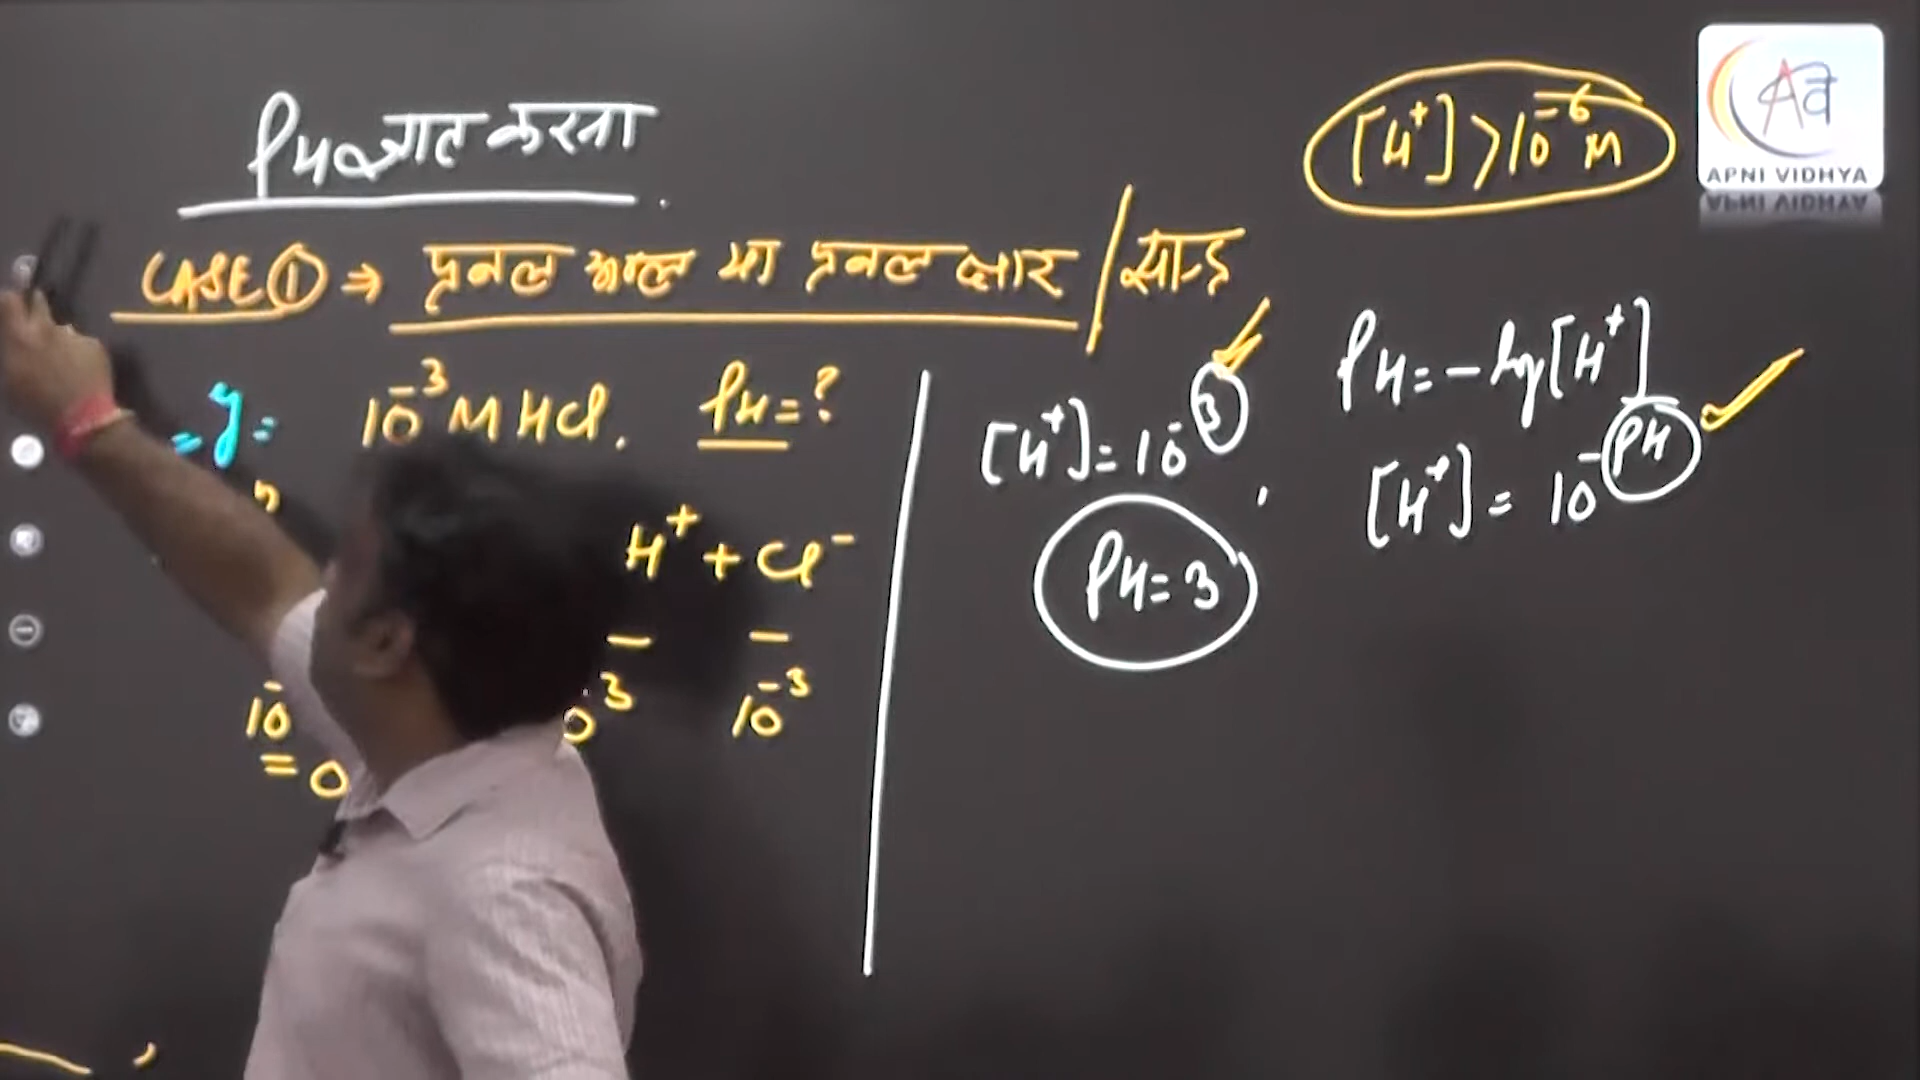 PH ज्ञात करना
CASE ① ⇒ प्रबल अम्ल या प्रबल क्षार / सान्द्र
[H⁺] > 10⁻⁶ M
APNI VIDHYA
10⁻³ M HCl. PH = ?
H⁺ + Cl⁻
– –
10⁻³
= 0
[H⁺] = 10⁻³,
PH = 3
PH = - log [H⁺]
[H⁺] = 10⁻ᴾᴴ